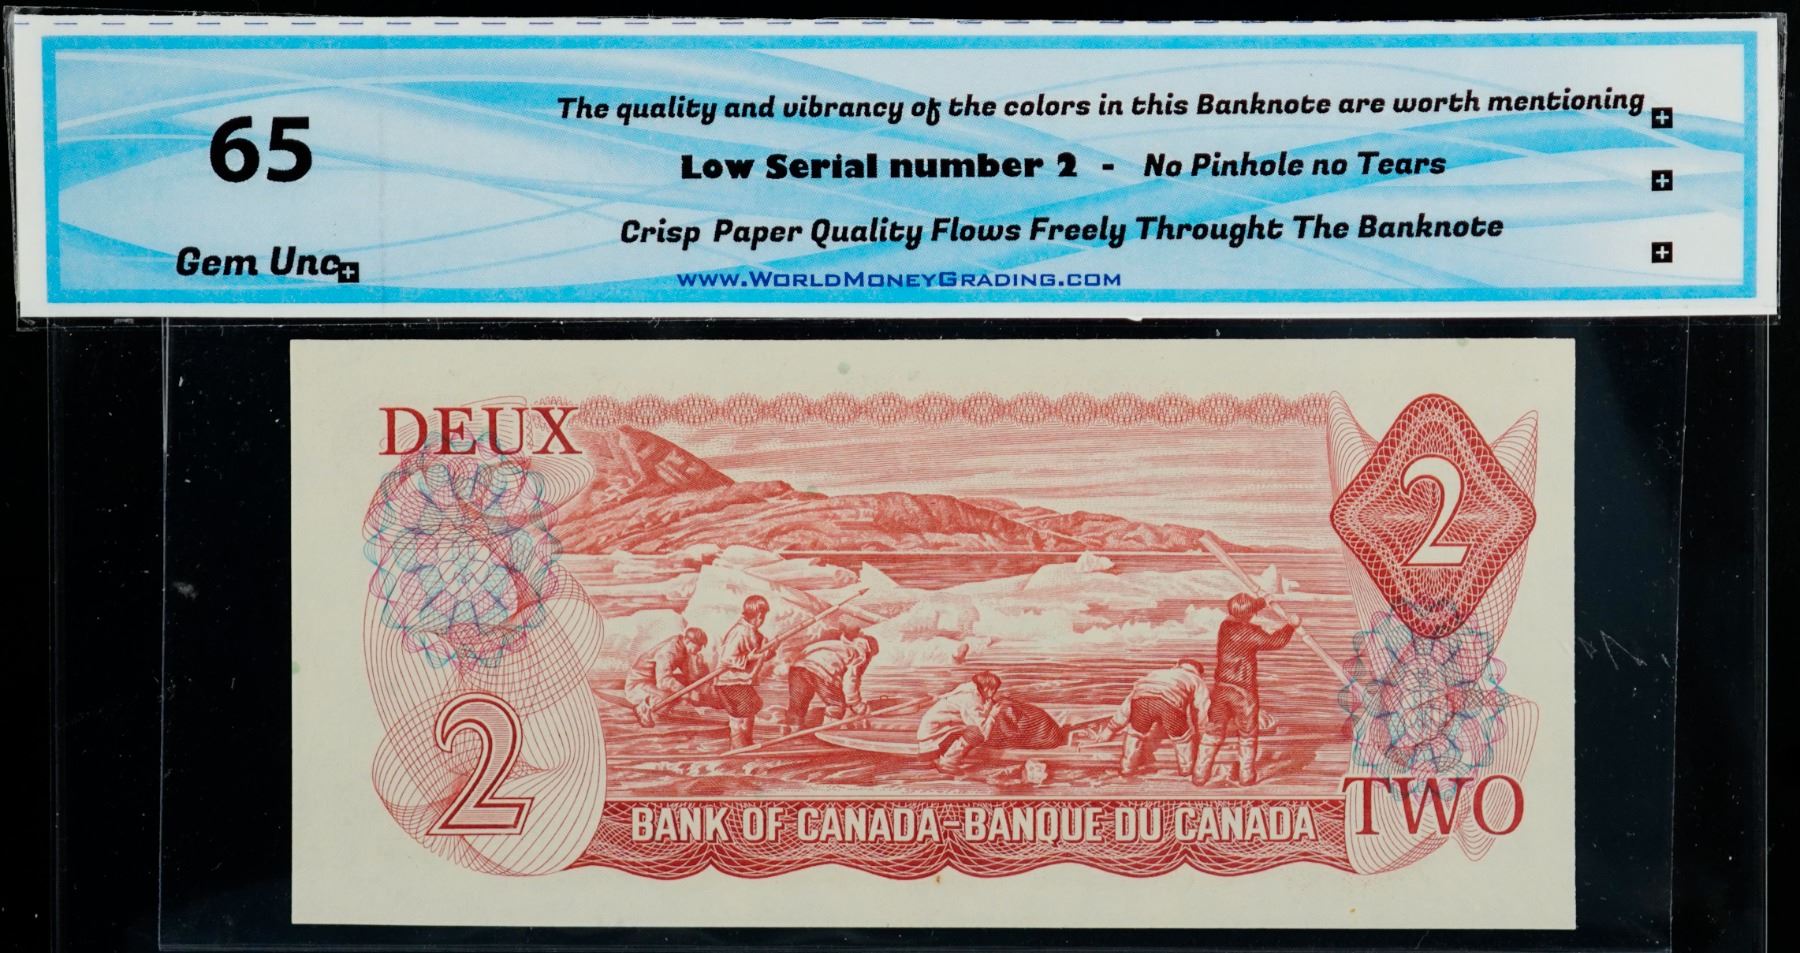 The quality and vibrancy of the colors in this Banknote are worth mentioning
65
Low Serial number 2 - No Pinhole no Tears
Crisp Paper Quality Flows Freely Throught The Banknote
Gem Unc
www.WorldMoneyGrading.com
DEUX
2
2
BANK OF CANADA-BANQUE DU CANADA
TWO